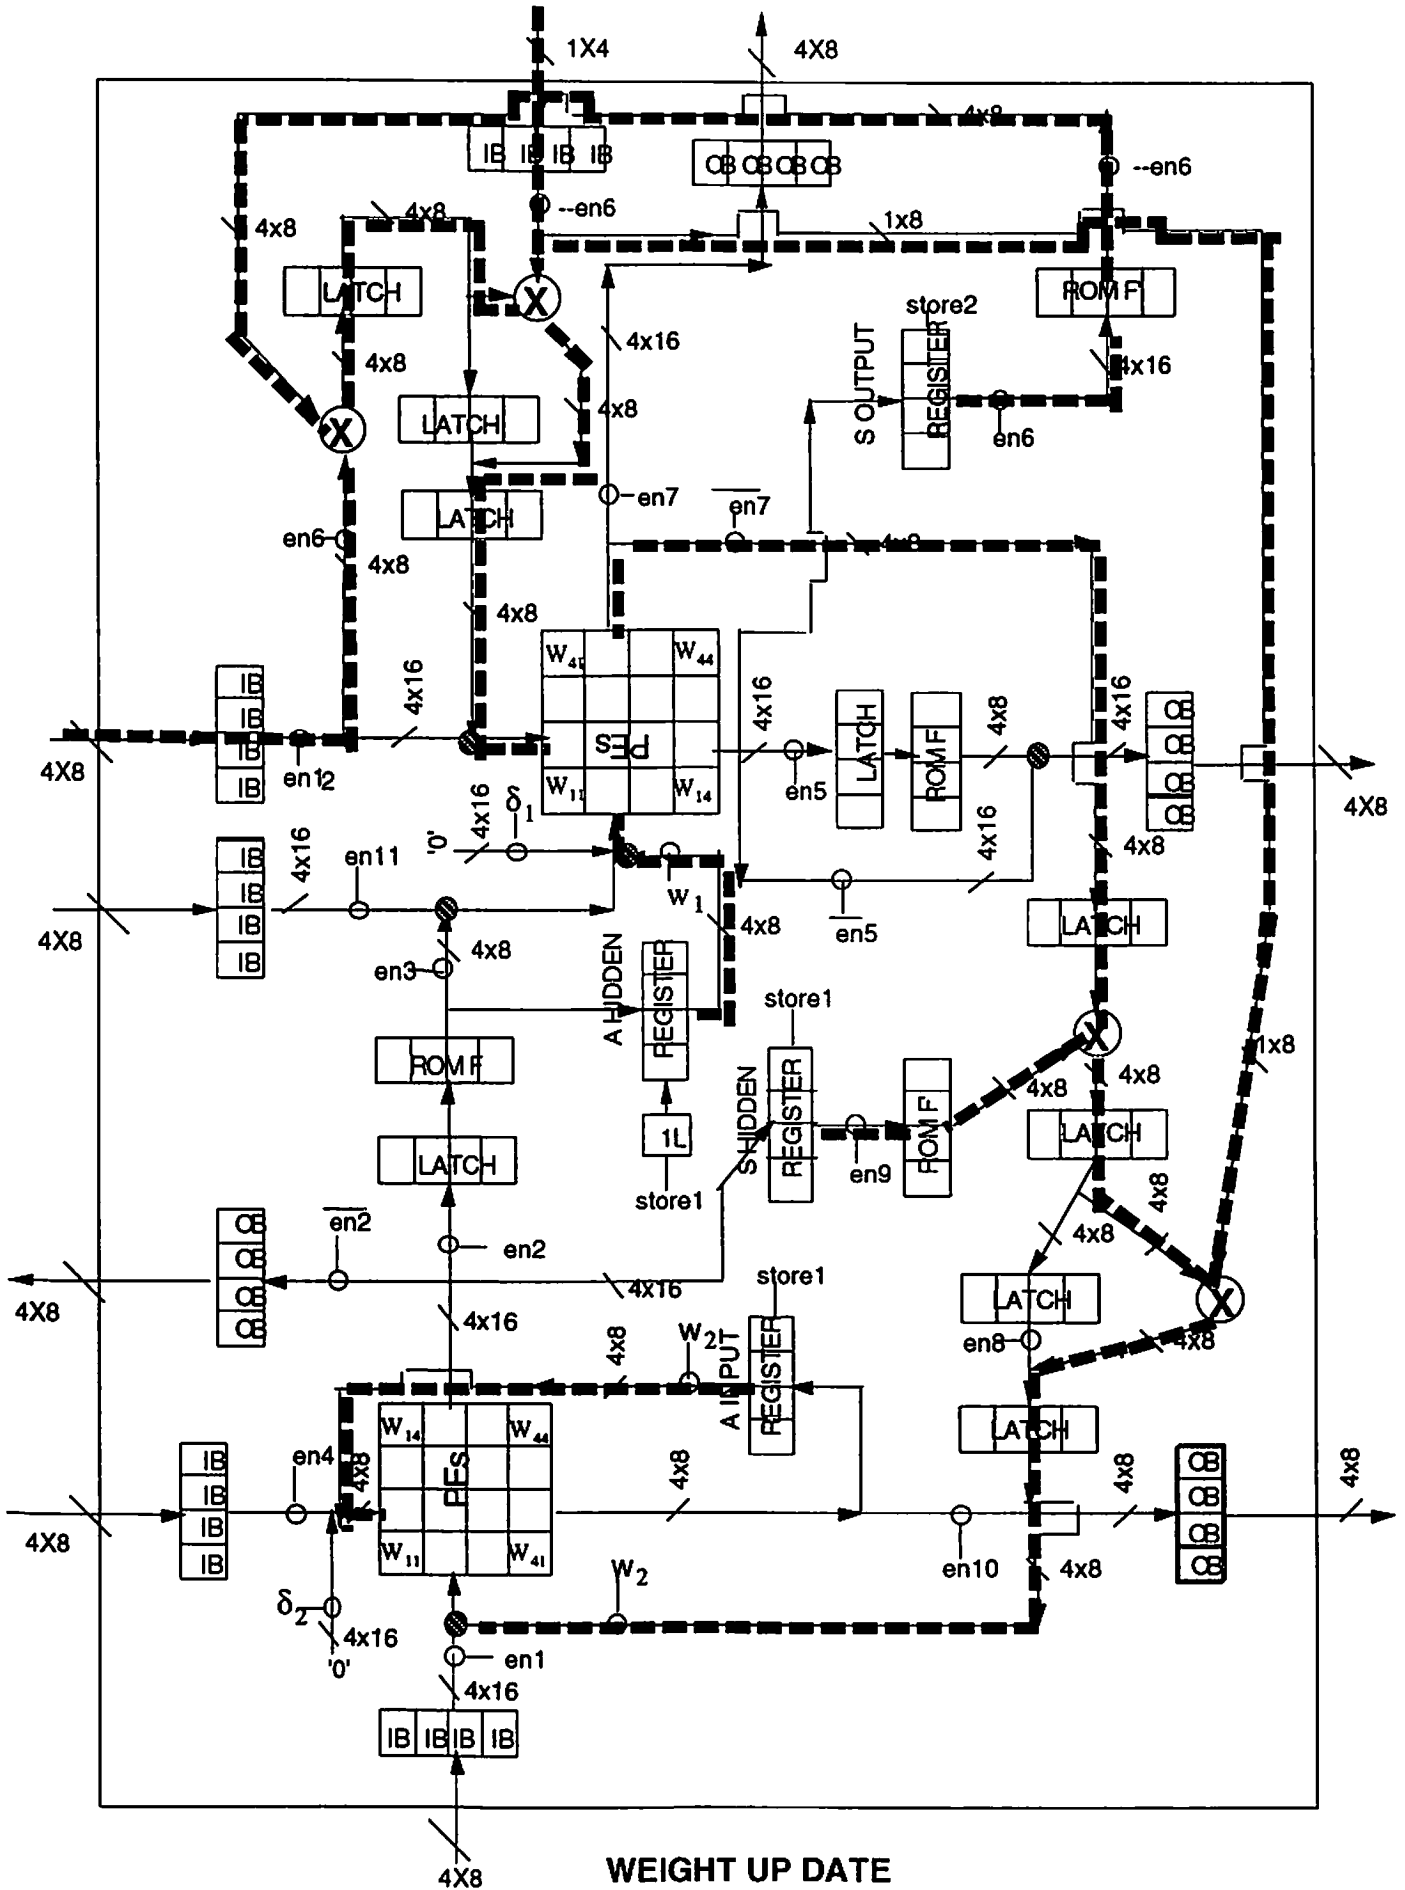 1X4
4X8
4x8
IB IB IB IB
OB OB OB OB
--en6
--en6
4x8
4x8
1x8
LATCH
X
ROM F'
store2
S OUTPUT
REGISTER
4x16
4x8
4x16
4x8
LATCH
X
en6
LATCH
en7
en7
en6
4x8
4x8
4x8
W41
W44
4x16
4x16
4x8
4x16
IB
IB
IB
IB
OB
OB
OB
OB
PES
LATCH
ROM F
4X8
en12
W11
W14
en5
4X8
4x16
δ1
'0'
4x16
4x16
4x8
en11
IB
IB
IB
IB
W1
en5
4X8
4x8
4x8
LATCH
en3
A HIDDEN
REGISTER
store1
X
1x8
ROM F
4x8
4x8
S HIDDEN
REGISTER
ROM F'
1L
LATCH
LATCH
en9
store1
4x8
OB
OB
OB
OB
en2
en2
4x8
4X8
4x16
store1
LATCH
X
4x16
W2
4x8
en8
4x8
A INPUT
REGISTER
W14
W44
LATCH
IB
IB
IB
IB
en4
4x8
PEs
4x8
4x8
OB
OB
OB
OB
4x8
4X8
W11
W41
en10
4x8
W2
δ2
4x16
'0'
en1
4x16
IB IB IB IB
4X8
WEIGHT UP DATE